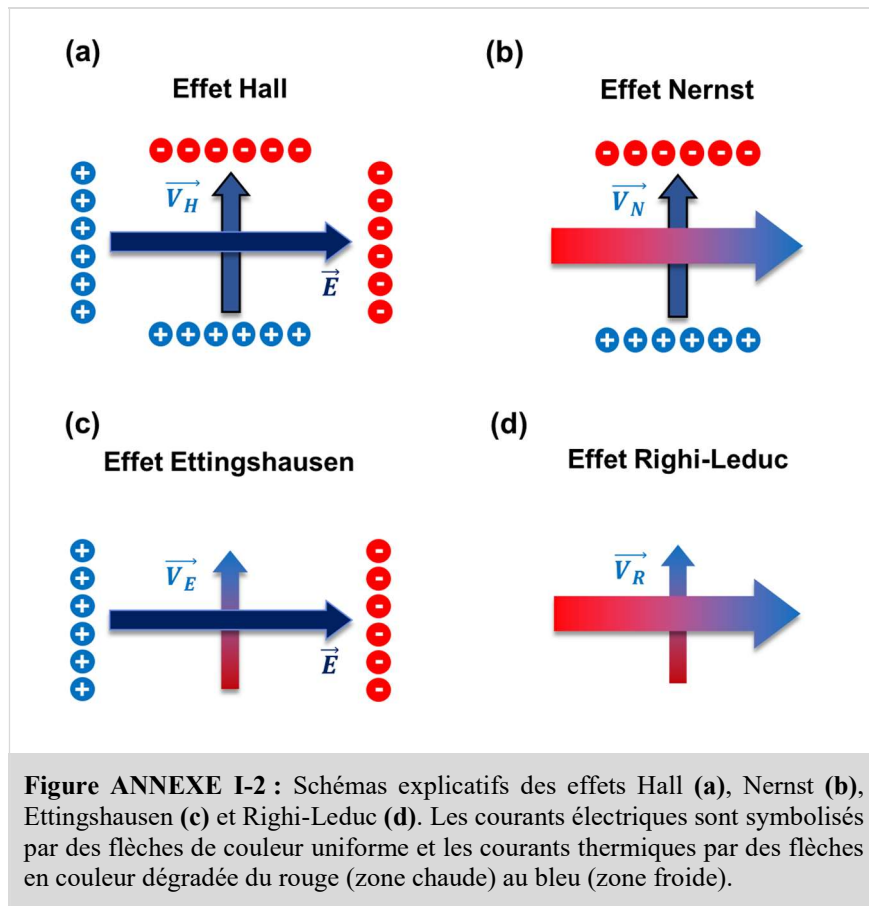 (a)
Effet Hall
- - - - - -
+ + + + + +
V_H
E
- - - - - -
+ + + + + +
(b)
Effet Nernst
- - - - - -
V_N
+ + + + + +
(c)
Effet Ettingshausen
+ + + + + +
V_E
E
- - - - - -
(d)
Effet Righi-Leduc
V_R
Figure ANNEXE I-2 : Schémas explicatifs des effets Hall (a), Nernst (b),
Ettingshausen (c) et Righi-Leduc (d). Les courants électriques sont symbolisés
par des flèches de couleur uniforme et les courants thermiques par des flèches
en couleur dégradée du rouge (zone chaude) au bleu (zone froide).